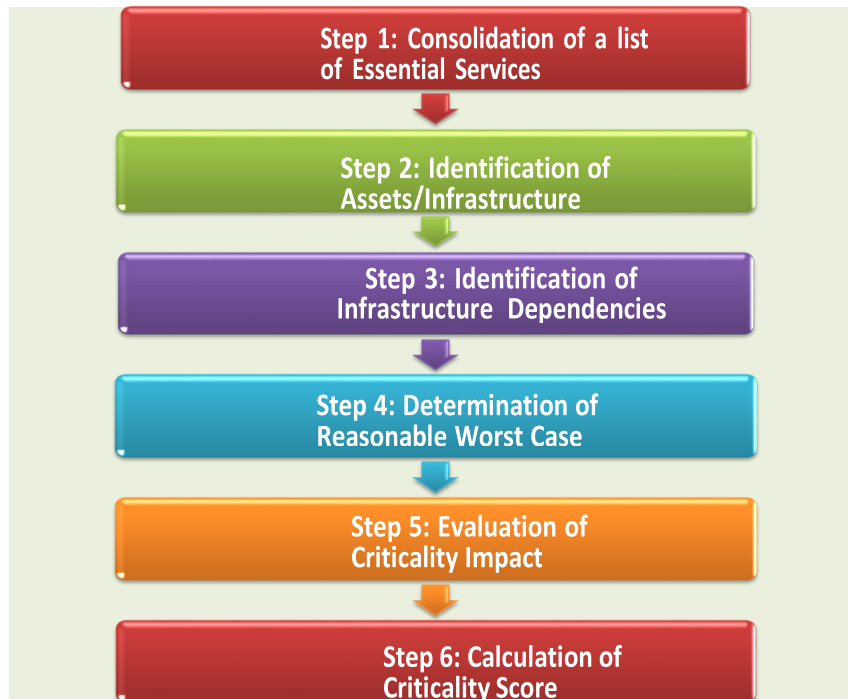 Step 1: Consolidation of a list
of Essential Services
Step 2: Identification of
Assets/Infrastructure
Step 3: Identification of
Infrastructure Dependencies
Step 4: Determination of
Reasonable Worst Case
Step 5: Evaluation of
Criticality Impact
Step 6: Calculation of
Criticality Score